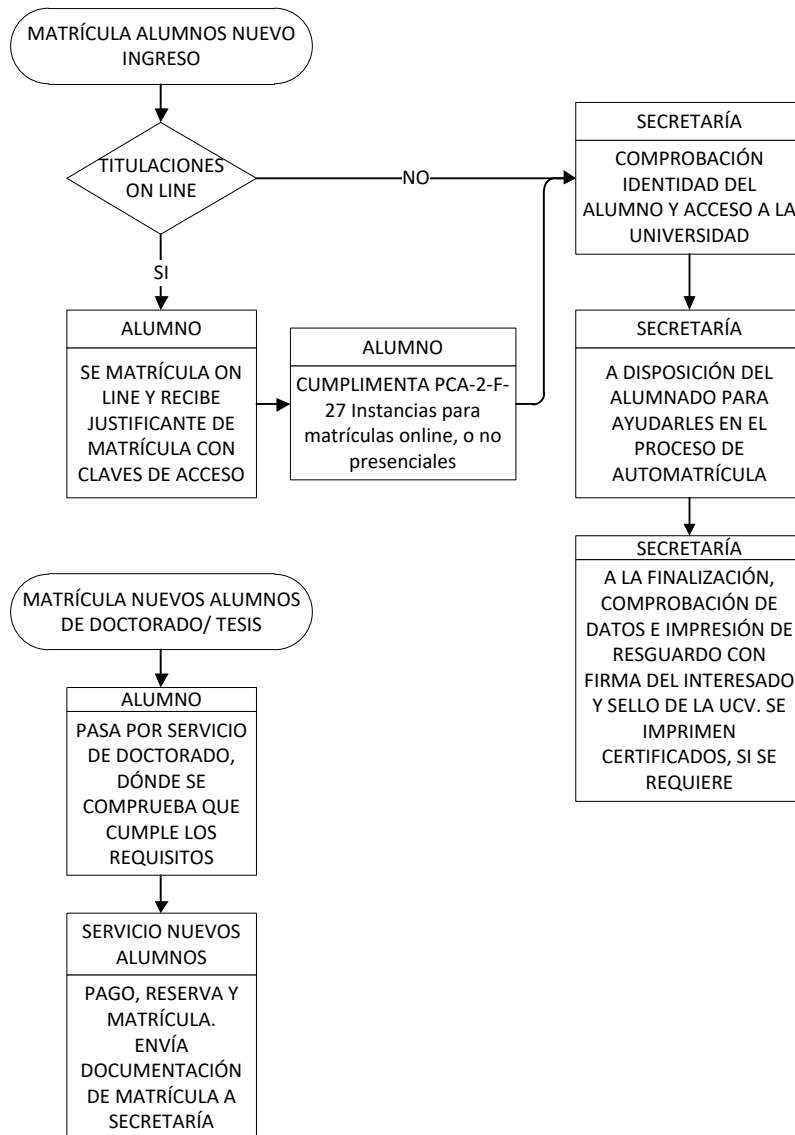 MATRÍCULA ALUMNOS NUEVO
INGRESO
TITULACIONES
ON LINE
NO
SI
ALUMNO
SE MATRÍCULA ON
LINE Y RECIBE
JUSTIFICANTE DE
MATRÍCULA CON
CLAVES DE ACCESO
ALUMNO
CUMPLIMENTA PCA-2-F-
27 Instancias para
matrículas online, o no
presenciales
SECRETARÍA
COMPROBACIÓN
IDENTIDAD DEL
ALUMNO Y ACCESO A LA
UNIVERSIDAD
SECRETARÍA
A DISPOSICIÓN DEL
ALUMNADO PARA
AYUDARLES EN EL
PROCESO DE
AUTOMATRÍCULA
SECRETARÍA
A LA FINALIZACIÓN,
COMPROBACIÓN DE
DATOS E IMPRESIÓN DE
RESGUARDO CON
FIRMA DEL INTERESADO
Y SELLO DE LA UCV. SE
IMPRIMEN
CERTIFICADOS, SI SE
REQUIERE
MATRÍCULA NUEVOS ALUMNOS
DE DOCTORADO/ TESIS
ALUMNO
PASA POR SERVICIO
DE DOCTORADO,
DÓNDE SE
COMPRUEBA QUE
CUMPLE LOS
REQUISITOS
SERVICIO NUEVOS
ALUMNOS
PAGO, RESERVA Y
MATRÍCULA.
ENVÍA
DOCUMENTACIÓN
DE MATRÍCULA A
SECRETARÍA